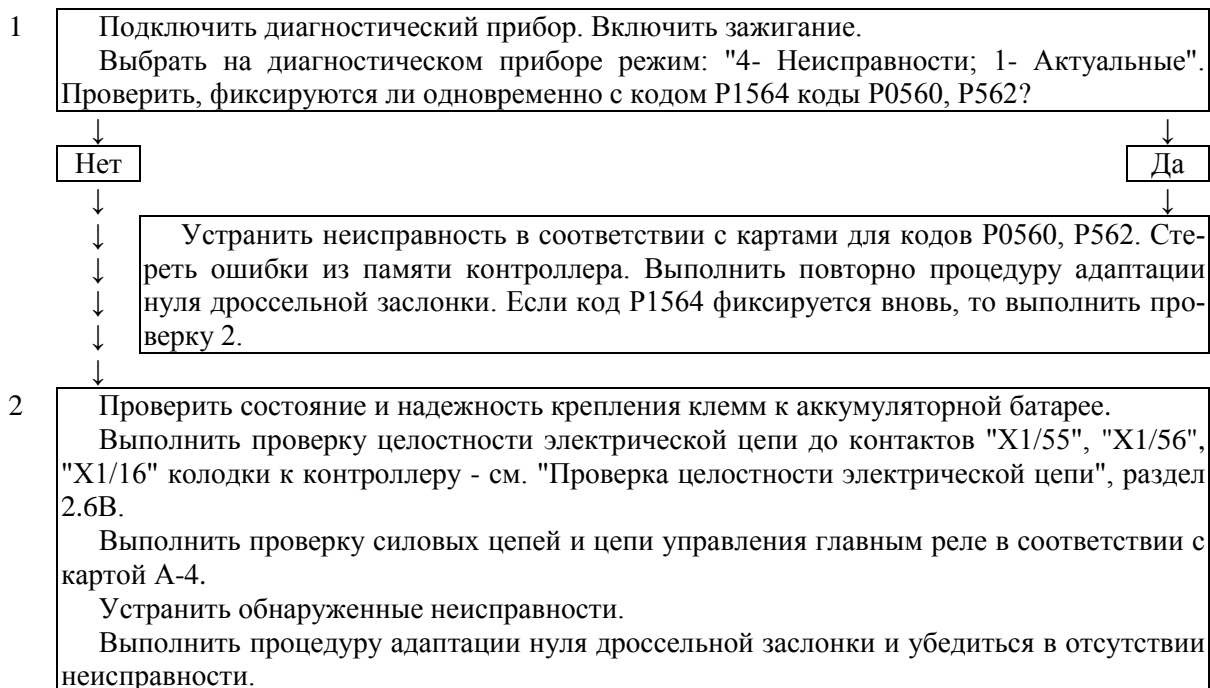 1 Подключить диагностический прибор. Включить зажигание.
Выбрать на диагностическом приборе режим: "4- Неисправности; 1- Актуальные".
Проверить, фиксируются ли одновременно с кодом P1564 коды P0560, P562?
↓ ↓
Нет Да
↓ ↓
↓ Устранить неисправность в соответствии с картами для кодов P0560, P562. Сте-
↓ реть ошибки из памяти контроллера. Выполнить повторно процедуру адаптации
↓ нуля дроссельной заслонки. Если код P1564 фиксируется вновь, то выполнить про-
↓ верку 2.
↓
2 Проверить состояние и надежность крепления клемм к аккумуляторной батарее.
Выполнить проверку целостности электрической цепи до контактов "X1/55", "X1/56",
"X1/16" колодки к контроллеру - см. "Проверка целостности электрической цепи", раздел
2.6В.
Выполнить проверку силовых цепей и цепи управления главным реле в соответствии с
картой А-4.
Устранить обнаруженные неисправности.
Выполнить процедуру адаптации нуля дроссельной заслонки и убедиться в отсутствии
неисправности.